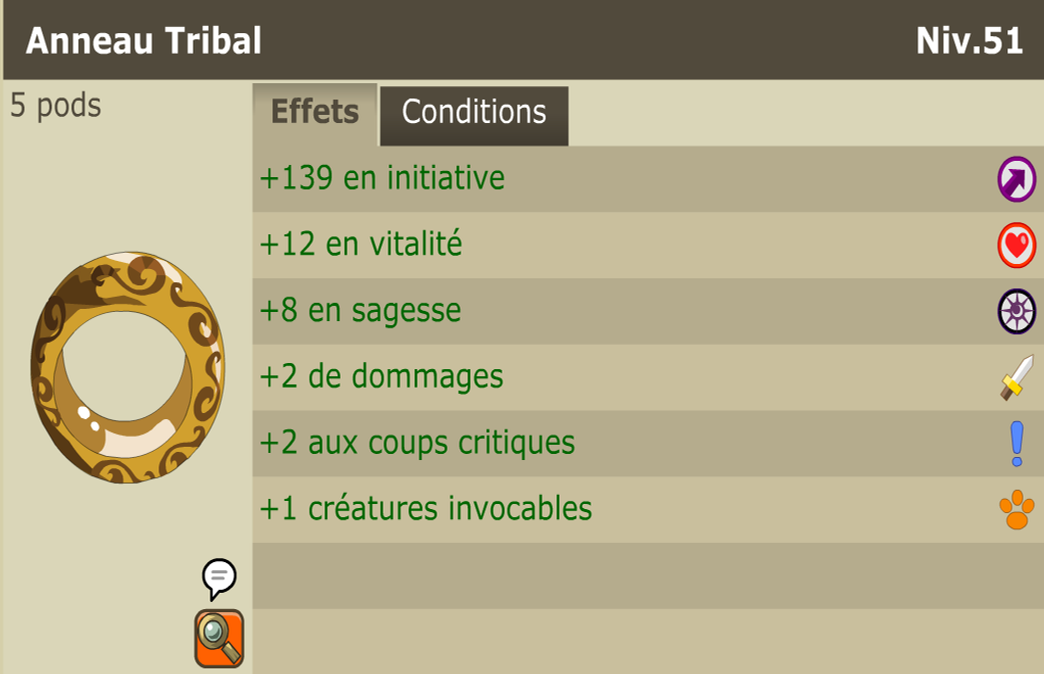 Anneau Tribal
Niv.51
5 pods
Effets
Conditions
+139 en initiative
+12 en vitalité
+8 en sagesse
+2 de dommages
+2 aux coups critiques
+1 créatures invocables